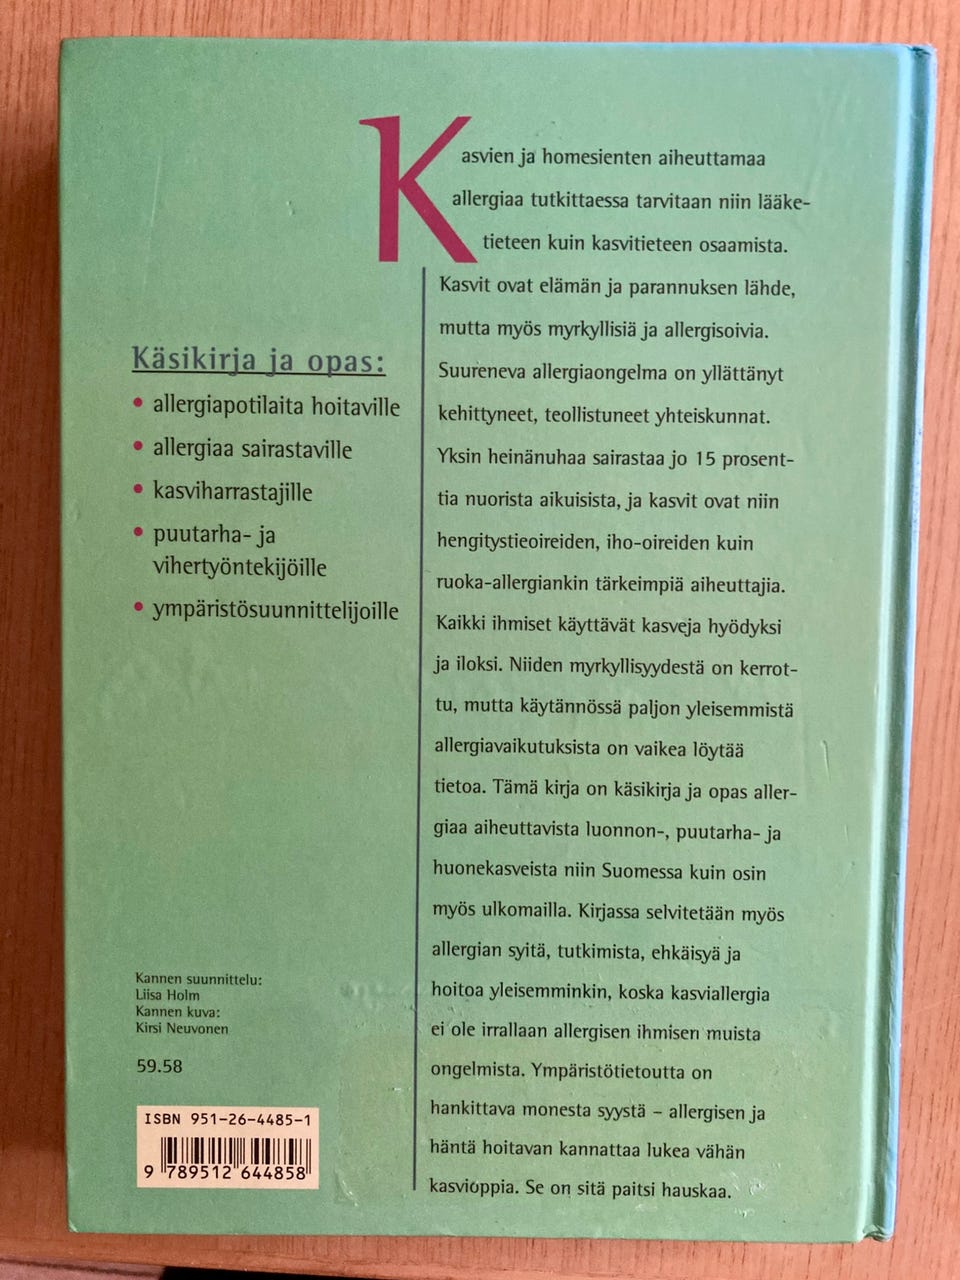 Kasvien ja homesienten aiheuttamaa
allergiaa tutkittaessa tarvitaan niin lääke-
tieteen kuin kasvitieteen osaamista.
Kasvit ovat elämän ja parannuksen lähde,
mutta myös myrkyllisiä ja allergisoivia.
Suureneva allergiaongelma on yllättänyt
kehittyneet, teollistuneet yhteiskunnat.
Yksin heinänuhaa sairastaa jo 15 prosent-
tia nuorista aikuisista, ja kasvit ovat niin
hengitystieoireiden, iho-oireiden kuin
ruoka-allergiankin tärkeimpiä aiheuttajia.
Kaikki ihmiset käyttävät kasveja hyödyksi
ja iloksi. Niiden myrkyllisyydestä on kerrot-
tu, mutta käytännössä paljon yleisemmistä
allergiavaikutuksista on vaikea löytää
tietoa. Tämä kirja on käsikirja ja opas aller-
giaa aiheuttavista luonnon-, puutarha- ja
huonekasveista niin Suomessa kuin osin
myös ulkomailla. Kirjassa selvitetään myös
allergian syitä, tutkimista, ehkäisyä ja
hoitoa yleisemminkin, koska kasviallergia
ei ole irrallaan allergisen ihmisen muista
ongelmista. Ympäristötietoutta on
hankittava monesta syystä – allergisen ja
häntä hoitavan kannattaa lukea vähän
kasvioppia. Se on sitä paitsi hauskaa.
Käsikirja ja opas:
• allergiapotilaita hoitaville
• allergiaa sairastaville
• kasviharrastajille
• puutarha- ja
vihertyöntekijöille
• ympäristösuunnittelijoille
Kannen suunnittelu:
Liisa Holm
Kannen kuva:
Kirsi Neuvonen
59.58
ISBN 951-26-4485-1
9 789512 644858